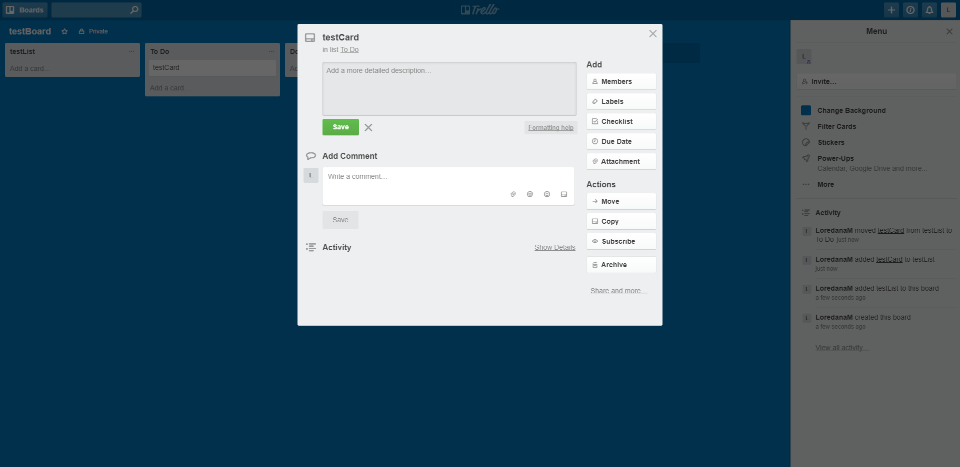 Boards
Trello
L
testBoard
Private
testList
Add a card...
To Do
testCard
Add a card
testCard
in list To Do
Add a more detailed description...
Save
Formatting help
Add Comment
Write a comment...
Save
Activity
Show Details
Add
Members
Labels
Checklist
Due Date
Attachment
Actions
Move
Copy
Subscribe
Archive
Share and more...
Menu
Invite...
Change Background
Filter Cards
Stickers
Power-Ups
Calendar, Google Drive and more...
More
Activity
LoredanaM moved testCard from testList to
To Do just now
LoredanaM added testCard to testList
just now
LoredanaM added testList to this board
a few seconds ago
LoredanaM created this board
a few seconds ago
View all activity...